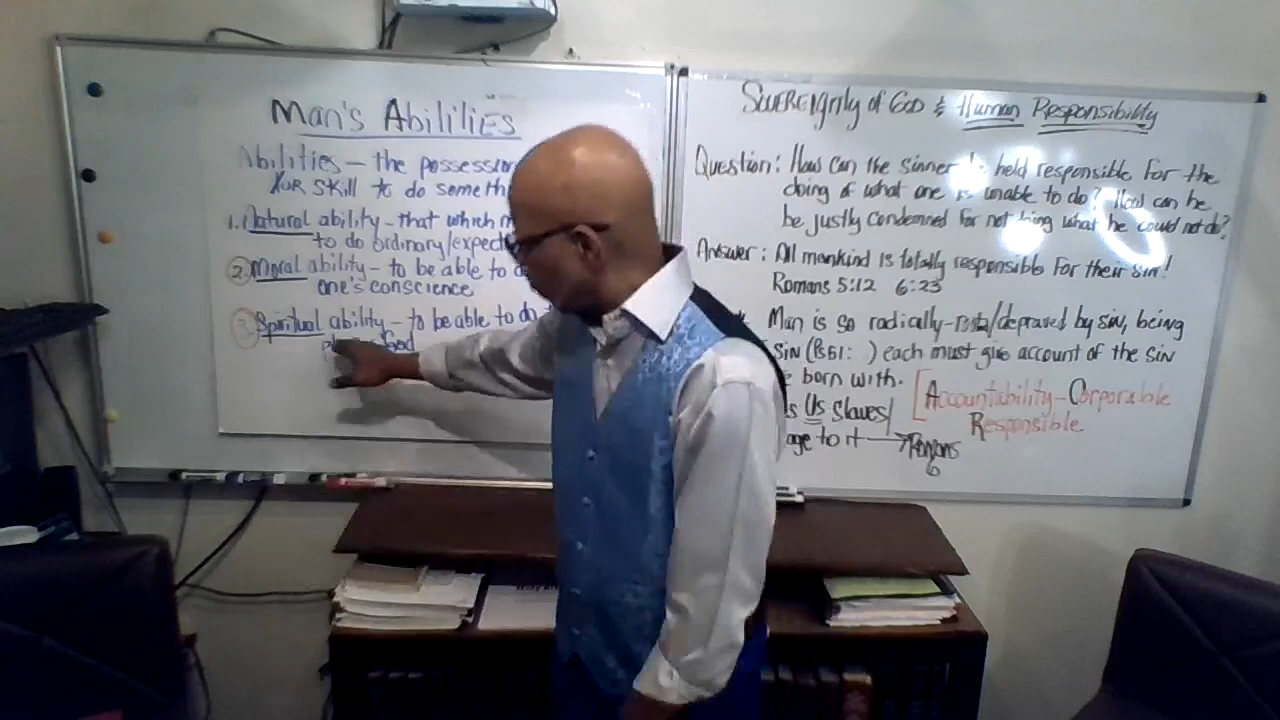 Man's Abilities
Abilities — the possession
OR SKILL to do someth
1. Natural ability - that which m
to do ordinary/expect
2 Moral ability - to be able to d
one's conscience
3 Spiritual ability - to be able to do
God
SOVEREIGNLY of GOD & Human Responsibility
Question: How can the sinner be held responsible For the
doing of what one is unable to do? How can he
be justly condemned for not doing what he could not do?
Answer: All mankind is totally responsible For their Sin!
Romans 5:12 6:23
Man is so radically- /depraved by sin, being
SIN (Ps 51: ) each must give account of the SIN
born with.
Us Slaves/
age to it → Romans
6
[Accountability - Corporable
Responsible